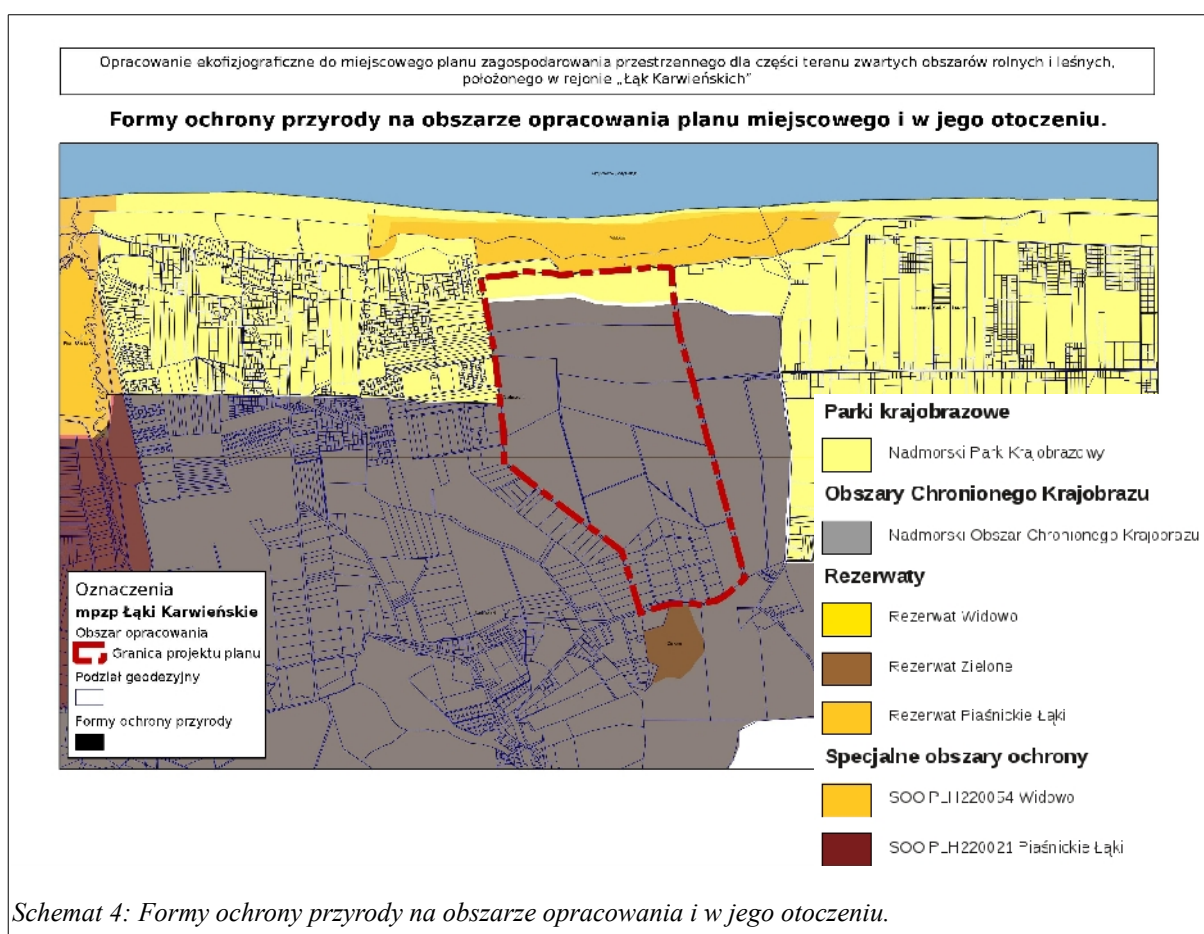 Opracowanie ekofizjograficzne do miejscowego planu zagospodarowania przestrzennego dla części terenu zwartych obszarów rolnych i leśnych,
położonego w rejonie „Łąk Karwieńskich”
Formy ochrony przyrody na obszarze opracowania planu miejscowego i w jego otoczeniu.
Parki krajobrazowe
Nadmorski Park Krajobrazowy
Obszary Chronionego Krajobrazu
Nadmorski Obszar Chronionego Krajobrazu
Rezerwaty
Rezerwat Widowo
Rezerwat Zielone
Rezerwat Piaśnickie Łąki
Specjalne obszary ochrony
SOO PLH220054 Widowo
SOO PLH220021 Piaśnickie Łąki
Oznaczenia
mpzp Łąki Karwieńskie
Obszar opracowania
Granica projektu planu
Podział geodezyjny
Formy ochrony przyrody
Schemat 4: Formy ochrony przyrody na obszarze opracowania i w jego otoczeniu.